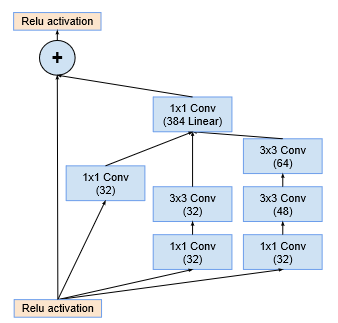 Relu activation
+
1x1 Conv
(384 Linear)
3x3 Conv
(64)
1x1 Conv
(32)
3x3 Conv
(32)
3x3 Conv
(48)
1x1 Conv
(32)
1x1 Conv
(32)
Relu activation